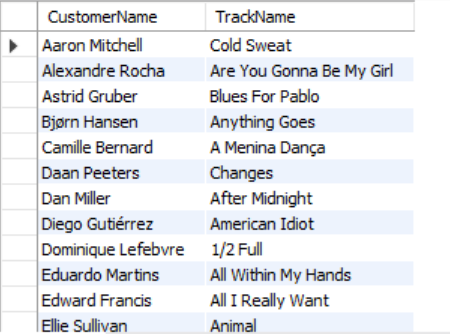 CustomerName TrackName
Aaron Mitchell Cold Sweat
Alexandre Rocha Are You Gonna Be My Girl
Astrid Gruber Blues For Pablo
Bjørn Hansen Anything Goes
Camille Bernard A Menina Dança
Daan Peeters Changes
Dan Miller After Midnight
Diego Gutiérrez American Idiot
Dominique Lefebvre 1/2 Full
Eduardo Martins All Within My Hands
Edward Francis All I Really Want
Ellie Sullivan Animal